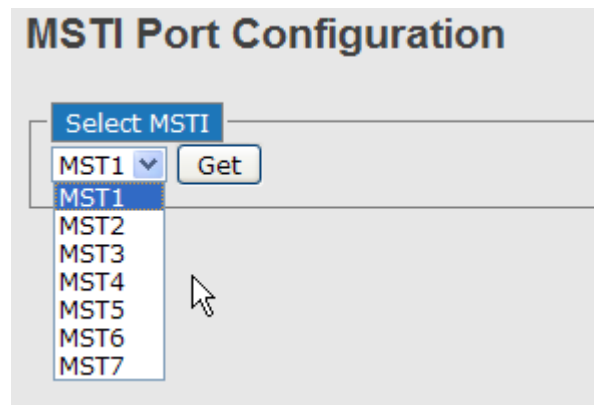 MSTI Port Configuration
Select MSTI
MST1 Get
MST1
MST2
MST3
MST4
MST5
MST6
MST7